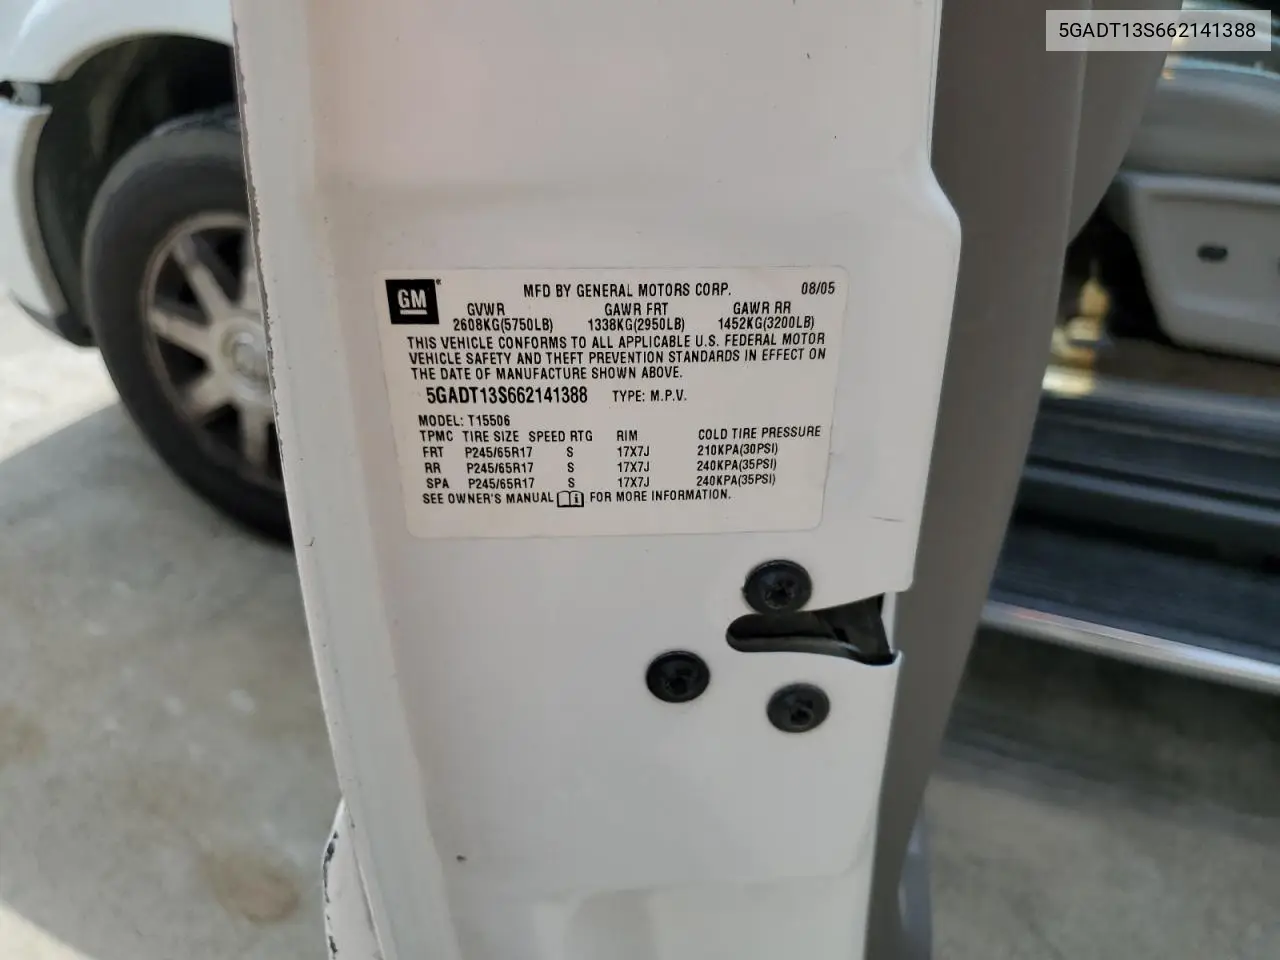 5GADT13S662141388
GM® MFD BY GENERAL MOTORS CORP. 08/05
GVWR GAWR FRT GAWR RR
2608KG(5750LB) 1338KG(2950LB) 1452KG(3200LB)
THIS VEHICLE CONFORMS TO ALL APPLICABLE U.S. FEDERAL MOTOR
VEHICLE SAFETY AND THEFT PREVENTION STANDARDS IN EFFECT ON
THE DATE OF MANUFACTURE SHOWN ABOVE.
5GADT13S662141388 TYPE: M.P.V.
MODEL: T15506
TPMC TIRE SIZE SPEED RTG RIM COLD TIRE PRESSURE
FRT P245/65R17 S 17X7J 210KPA(30PSI)
RR P245/65R17 S 17X7J 240KPA(35PSI)
SPA P245/65R17 S 17X7J 240KPA(35PSI)
SEE OWNER'S MANUAL i FOR MORE INFORMATION.